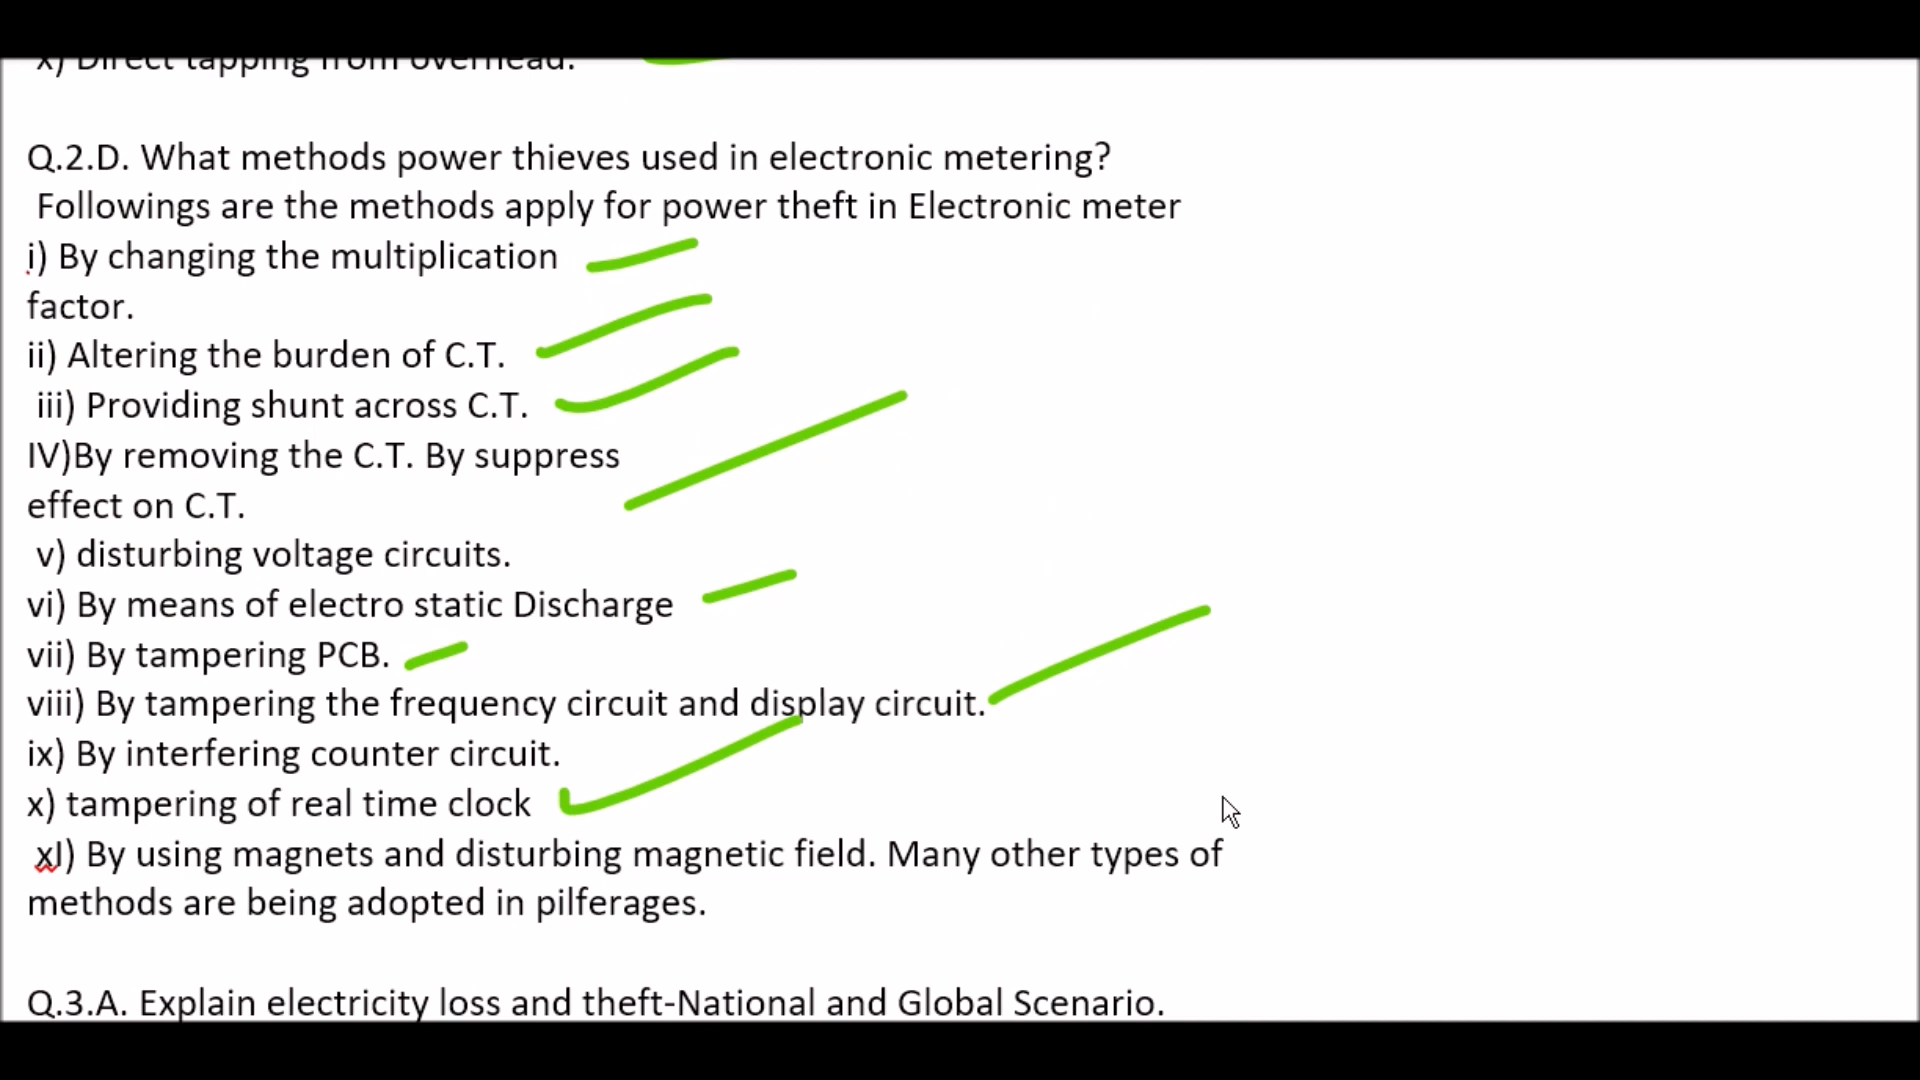 x) Direct tapping from overhead.
Q.2.D. What methods power thieves used in electronic metering?
Followings are the methods apply for power theft in Electronic meter
i) By changing the multiplication
factor.
ii) Altering the burden of C.T.
iii) Providing shunt across C.T.
IV)By removing the C.T. By suppress
effect on C.T.
v) disturbing voltage circuits.
vi) By means of electro static Discharge
vii) By tampering PCB.
viii) By tampering the frequency circuit and display circuit.
ix) By interfering counter circuit.
x) tampering of real time clock
xI) By using magnets and disturbing magnetic field. Many other types of
methods are being adopted in pilferages.
Q.3.A. Explain electricity loss and theft-National and Global Scenario.